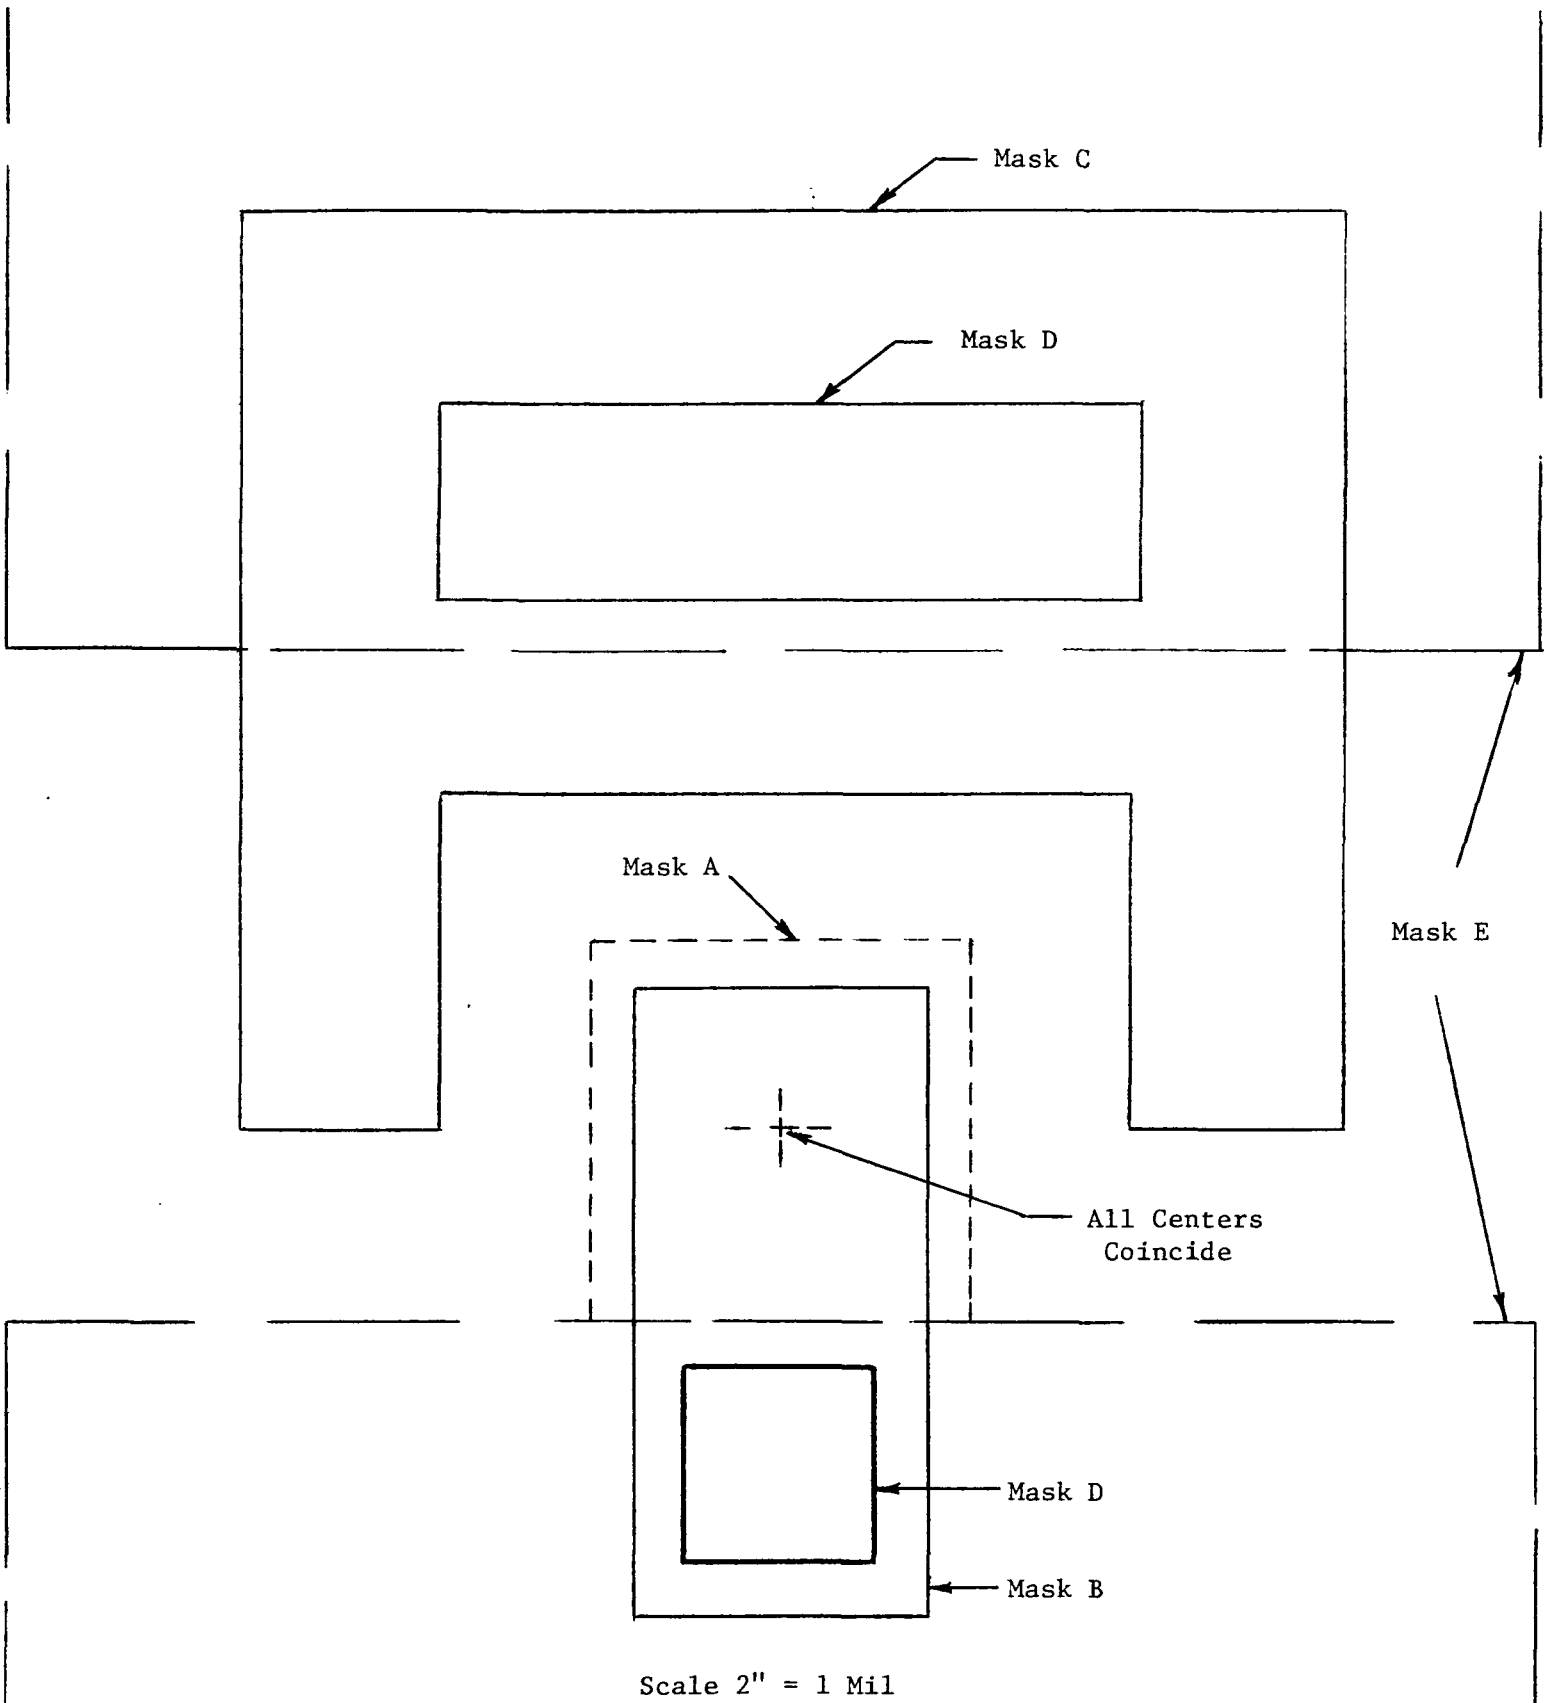 Mask C
Mask D
Mask A
Mask E
All Centers
Coincide
Mask D
Mask B
Scale 2" = 1 Mil